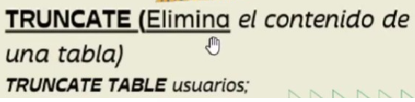 TRUNCATE (Elimina el contenido de
una tabla)
TRUNCATE TABLE usuarios;